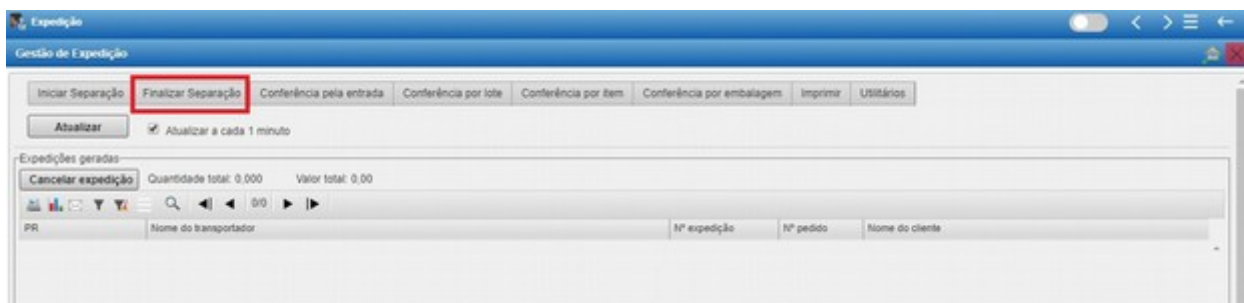 Expedição
Gestão de Expedição
Iniciar Separação Finalizar Separação Conferência pela entrada Conferência por lote Conferência por item Conferência por embalagem Imprimir Utilitários
Atualizar Atualizar a cada 1 minuto
Expedições geradas
Cancelar expedição Quantidade total: 0,000 Valor total: 0,00
0/0
PR Nome do transportador Nº expedição Nº pedido Nome do cliente